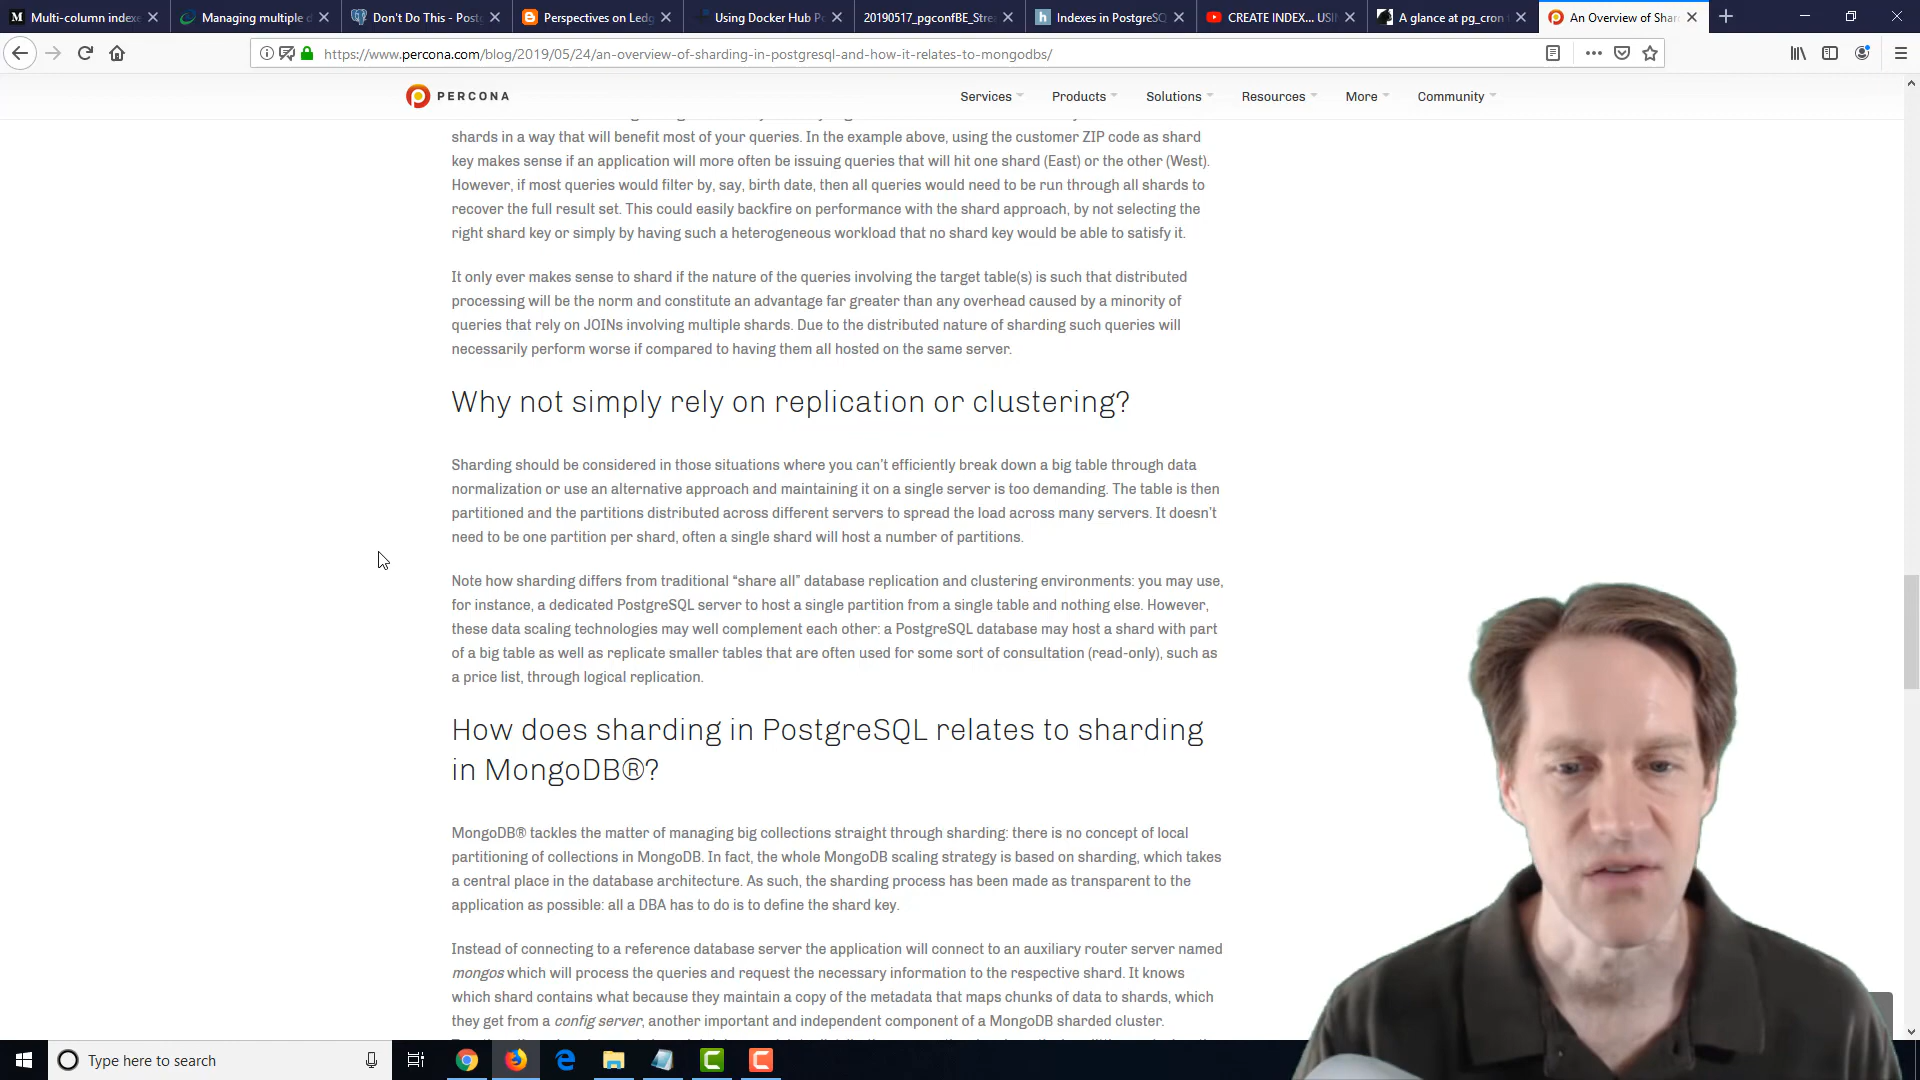 Multi-column indexe
Managing multiple d
Don't Do This - Postg
Perspectives on Ledg
Using Docker Hub Po
20190517_pgconfBE_Strea
Indexes in PostgreSQ
CREATE INDEX... USI
A glance at pg_cron
An Overview of Shar
https://www.percona.com/blog/2019/05/24/an-overview-of-sharding-in-postgresql-and-how-it-relates-to-mongodbs/
PERCONA
Services
Products
Solutions
Resources
More
Community
shards in a way that will benefit most of your queries. In the example above, using the customer ZIP code as shard
key makes sense if an application will more often be issuing queries that will hit one shard (East) or the other (West).
However, if most queries would filter by, say, birth date, then all queries would need to be run through all shards to
recover the full result set. This could easily backfire on performance with the shard approach, by not selecting the
right shard key or simply by having such a heterogeneous workload that no shard key would be able to satisfy it.
It only ever makes sense to shard if the nature of the queries involving the target table(s) is such that distributed
processing will be the norm and constitute an advantage far greater than any overhead caused by a minority of
queries that rely on JOINs involving multiple shards. Due to the distributed nature of sharding such queries will
necessarily perform worse if compared to having them all hosted on the same server.
Why not simply rely on replication or clustering?
Sharding should be considered in those situations where you can’t efficiently break down a big table through data
normalization or use an alternative approach and maintaining it on a single server is too demanding. The table is then
partitioned and the partitions distributed across different servers to spread the load across many servers. It doesn’t
need to be one partition per shard, often a single shard will host a number of partitions.
Note how sharding differs from traditional “share all” database replication and clustering environments: you may use,
for instance, a dedicated PostgreSQL server to host a single partition from a single table and nothing else. However,
these data scaling technologies may well complement each other: a PostgreSQL database may host a shard with part
of a big table as well as replicate smaller tables that are often used for some sort of consultation (read-only), such as
a price list, through logical replication.
How does sharding in PostgreSQL relates to sharding
in MongoDB®?
MongoDB® tackles the matter of managing big collections straight through sharding: there is no concept of local
partitioning of collections in MongoDB. In fact, the whole MongoDB scaling strategy is based on sharding, which takes
a central place in the database architecture. As such, the sharding process has been made as transparent to the
application as possible: all a DBA has to do is to define the shard key.
Instead of connecting to a reference database server the application will connect to an auxiliary router server named
mongos which will process the queries and request the necessary information to the respective shard. It knows
which shard contains what because they maintain a copy of the metadata that maps chunks of data to shards, which
they get from a config server, another important and independent component of a MongoDB sharded cluster.
Type here to search